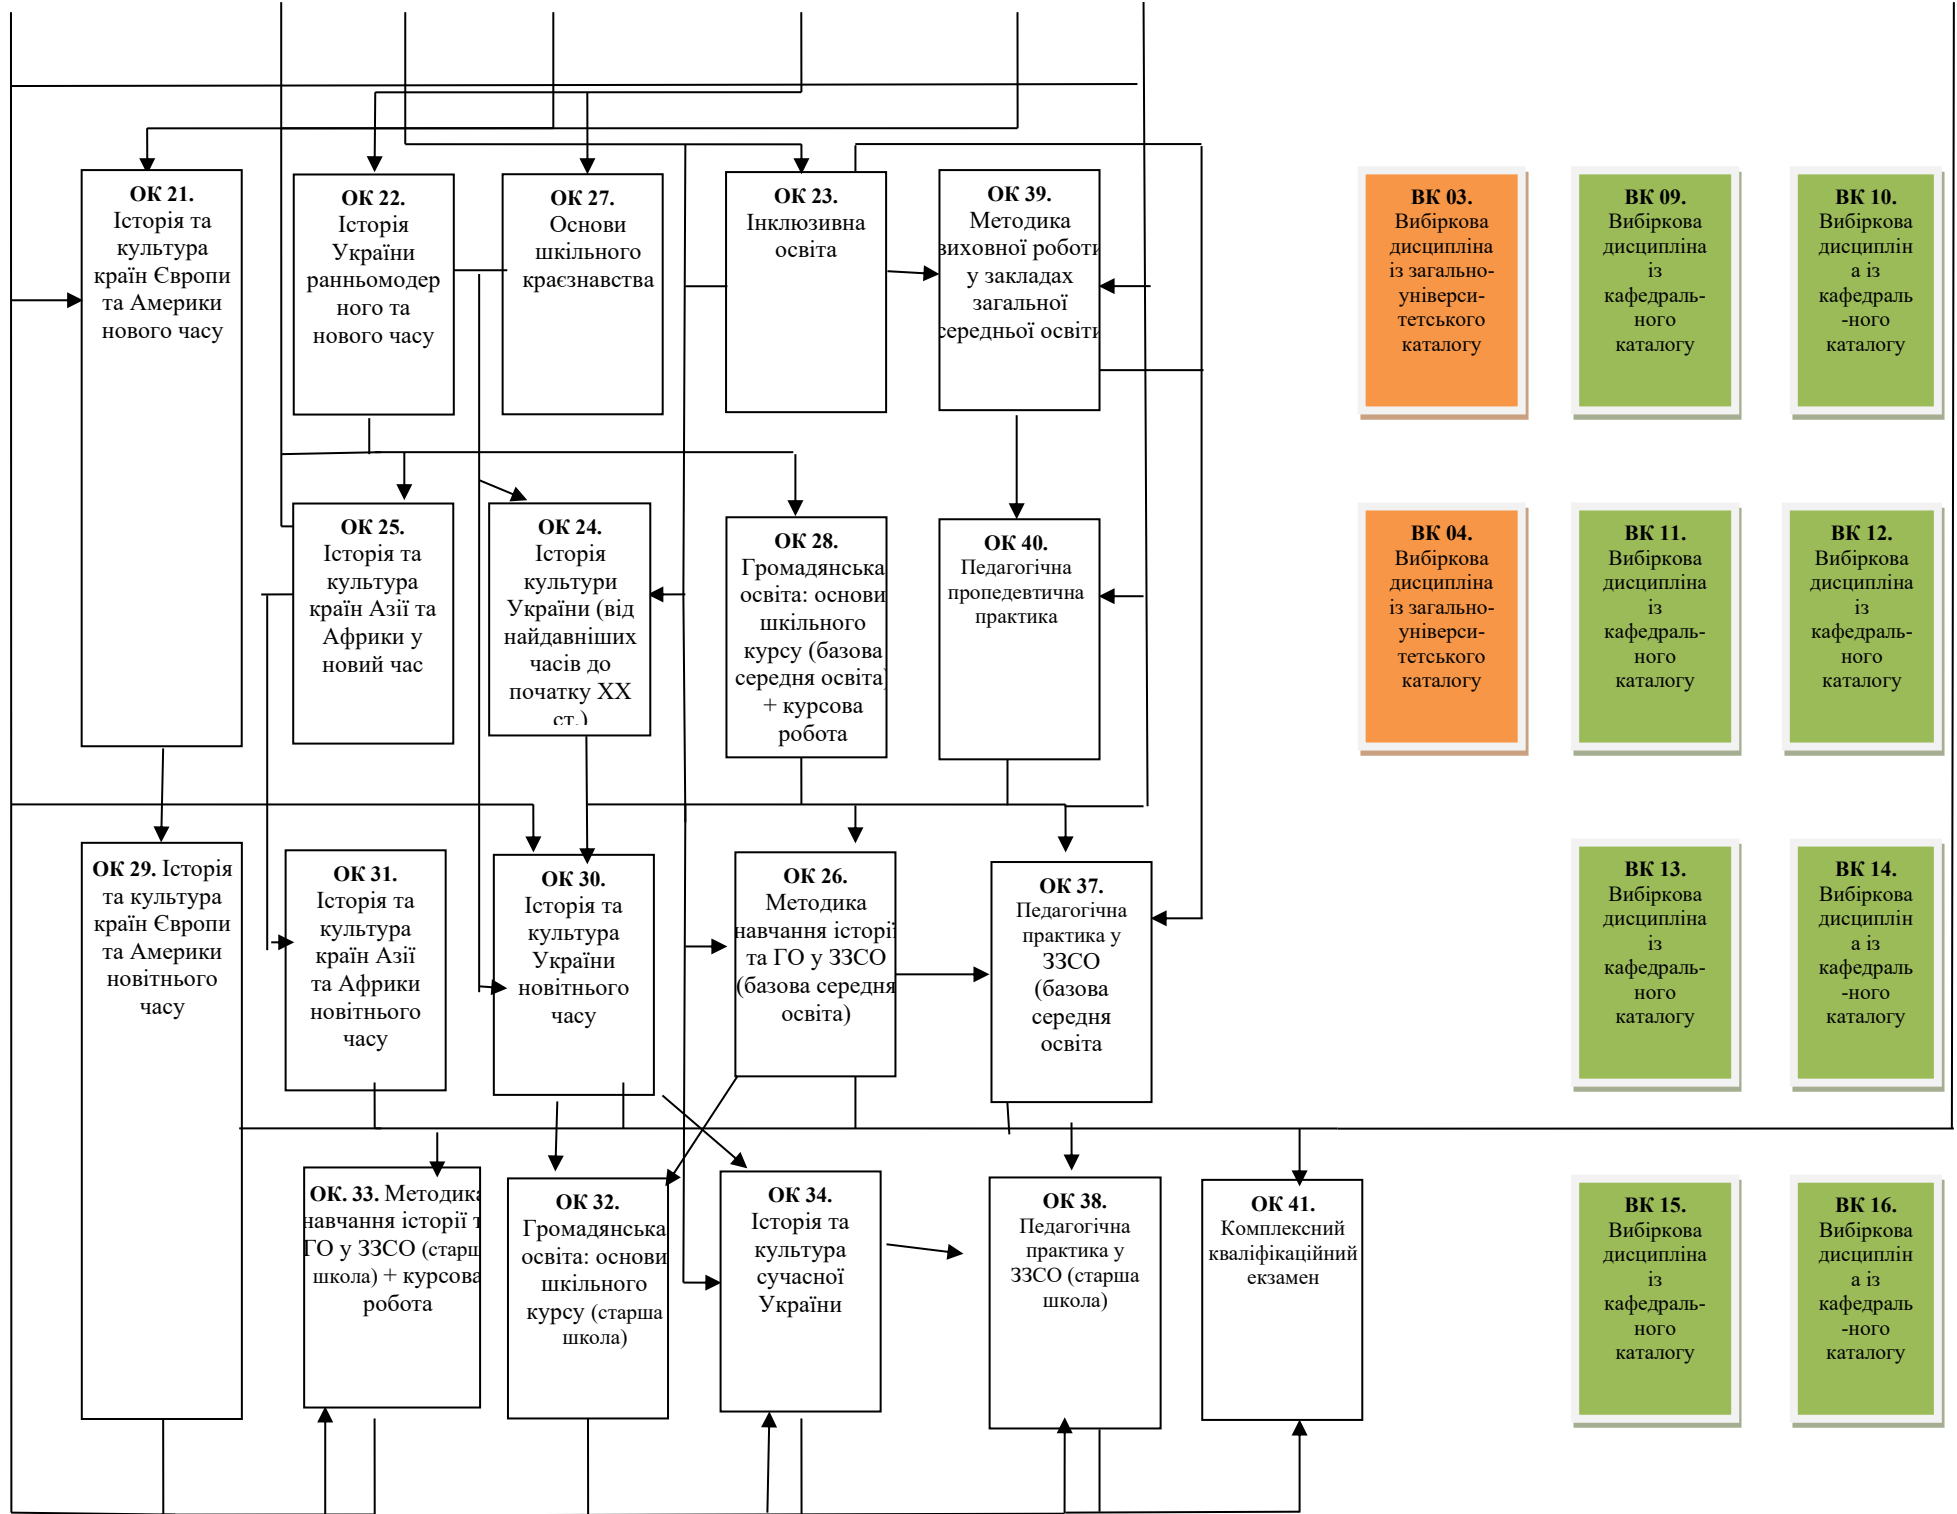 ОК 21.
Історія та
культура
країн Європи
та Америки
нового часу
ОК 22.
Історія
України
ранньомодер
ного та
нового часу
ОК 27.
Основи
шкільного
краєзнавства
ОК 23.
Інклюзивна
освіта
ОК 39.
Методика
виховної роботи
у закладах
загальної
середньої освіти
ВК 03.
Вибіркова
дисципліна
із загально-
універси-
тетського
каталогу
ВК 09.
Вибіркова
дисципліна
із
кафедраль-
ного
каталогу
ВК 10.
Вибіркова
дисциплін
а із
кафедраль
-ного
каталогу
ОК 25.
Історія та
культура
країн Азії та
Африки у
новий час
ОК 24.
Історія
культури
України (від
найдавніших
часів до
початку ХХ
ст.)
ОК 28.
Громадянська
освіта: основи
шкільного
курсу (базова
середня освіта)
+ курсова
робота
ОК 40.
Педагогічна
пропедевтична
практика
ВК 04.
Вибіркова
дисципліна
із загально-
універси-
тетського
каталогу
ВК 11.
Вибіркова
дисципліна
із
кафедраль-
ного
каталогу
ВК 12.
Вибіркова
дисципліна
із
кафедраль-
ного
каталогу
ОК 29. Історія
та культура
країн Європи
та Америки
новітнього
часу
ОК 31.
Історія та
культура
країн Азії
та Африки
новітнього
часу
ОК 30.
Історія та
культура
України
новітнього
часу
ОК 26.
Методика
навчання історії
та ГО у ЗЗСО
(базова середня
освіта)
ОК 37.
Педагогічна
практика у
ЗЗСО
(базова
середня
освіта
ВК 13.
Вибіркова
дисципліна
із
кафедраль-
ного
каталогу
ВК 14.
Вибіркова
дисциплін
а із
кафедраль
-ного
каталогу
ОК. 33. Методика
навчання історії т
ГО у ЗЗСО (старш
школа) + курсова
робота
ОК 32.
Громадянська
освіта: основи
шкільного
курсу (старша
школа)
ОК 34.
Історія та
культура
сучасної
України
ОК 38.
Педагогічна
практика у
ЗЗСО (старша
школа)
ОК 41.
Комплексний
кваліфікаційний
екзамен
ВК 15.
Вибіркова
дисципліна
із
кафедраль-
ного
каталогу
ВК 16.
Вибіркова
дисциплін
а із
кафедраль
-ного
каталогу